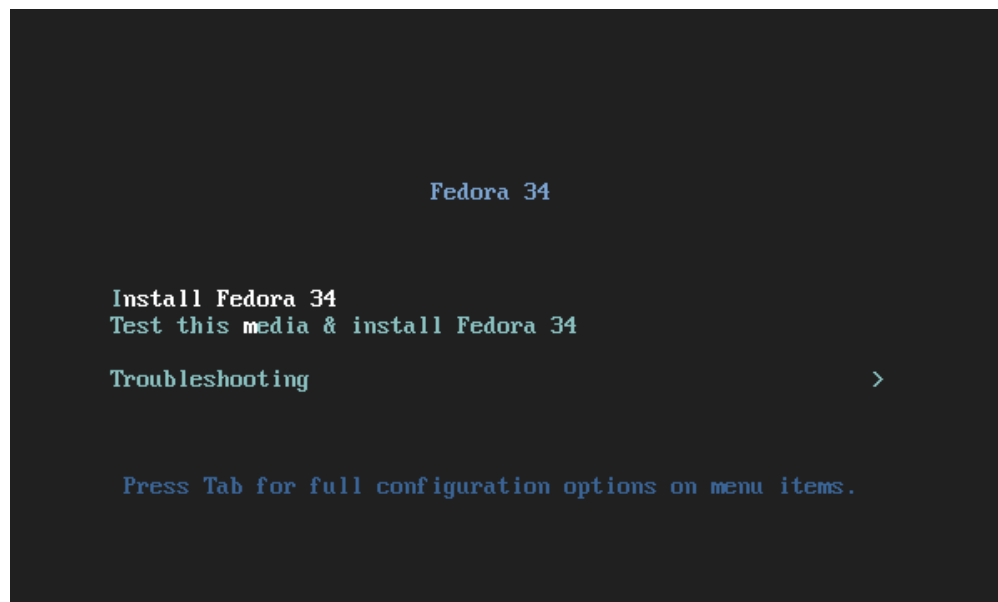 Fedora 34
Install Fedora 34
Test this media & install Fedora 34
Troubleshooting >
Press Tab for full configuration options on menu items.